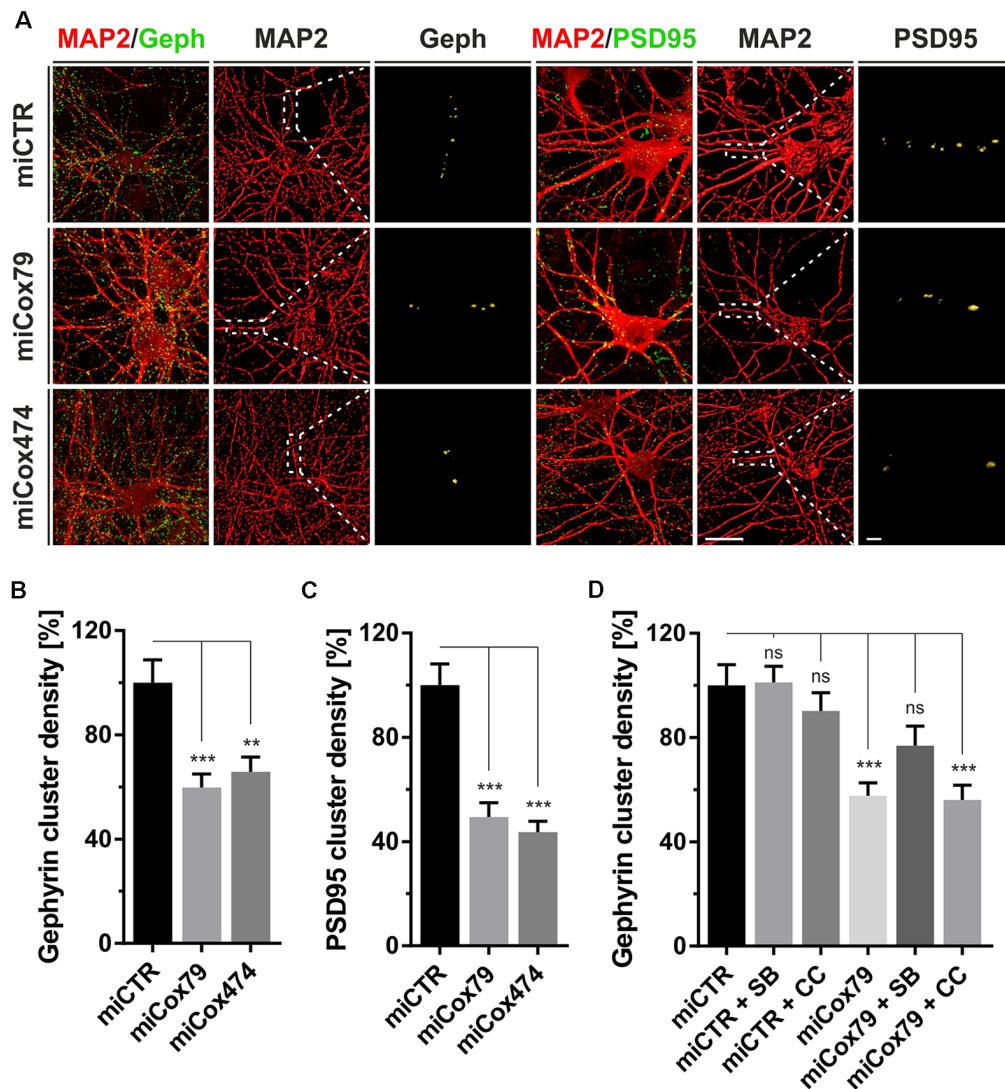 A
MAP2/Geph MAP2 Geph MAP2/PSD95 MAP2 PSD95
miCTR
miCox79
miCox474
B
Gephyrin cluster density [%]
120
80
40
0
***
**
miCTR
miCox79
miCox474
C
PSD95 cluster density [%]
120
80
40
0
***
***
miCTR
miCox79
miCox474
D
Gephyrin cluster density [%]
120
80
40
0
ns
ns
***
ns
***
miCTR
miCTR + SB
miCTR + CC
miCox79
miCox79 + SB
miCox79 + CC